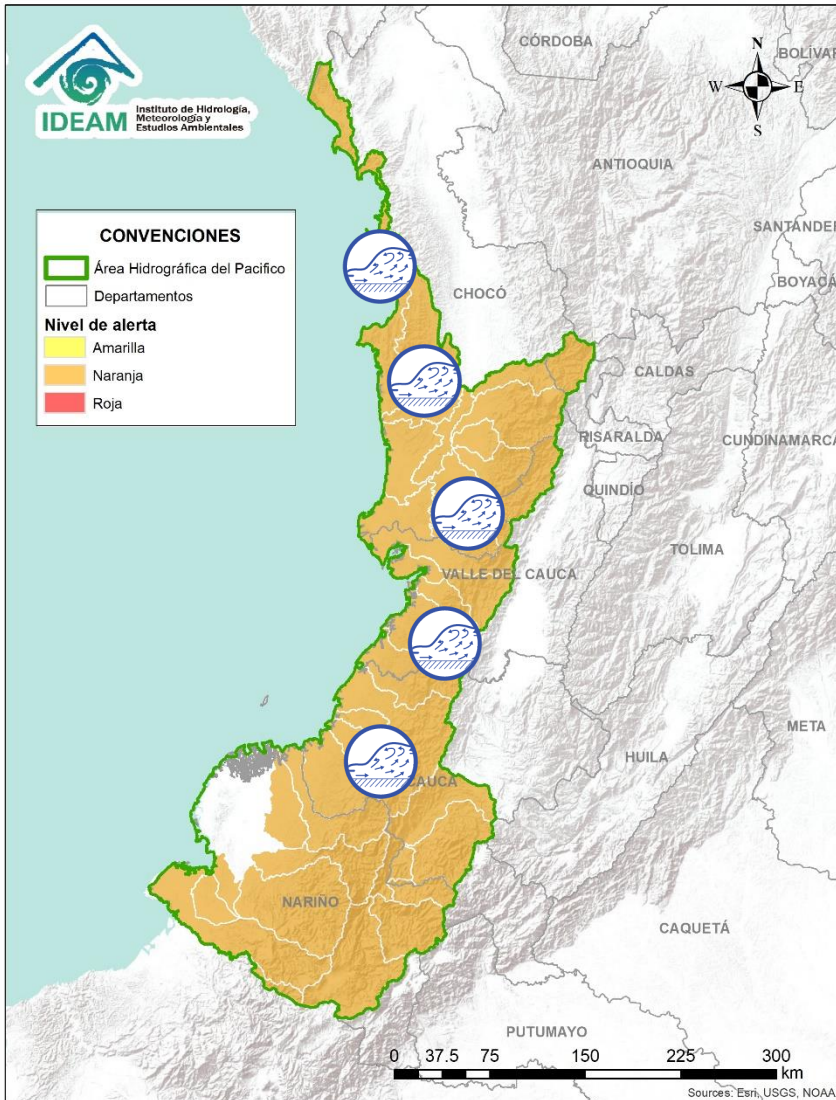 IDEAM
Instituto de Hidrología,
Meteorología y
Estudios Ambientales
CÓRDOBA
BOLÍVAR
N
W
E
S
ANTIOQUIA
SANTANDER
BOYACÁ
CONVENCIONES
Área Hidrográfica del Pacifico
Departamentos
Nivel de alerta
Amarilla
Naranja
Roja
CHOCÓ
CALDAS
RISARALDA
CUNDINAMARCA
QUINDÍO
TOLIMA
VALLE DEL CAUCA
META
HUILA
CAUCA
NARIÑO
CAQUETÁ
PUTUMAYO
0 37.5 75 150 225 300
km
Sources: Esri, USGS, NOAA